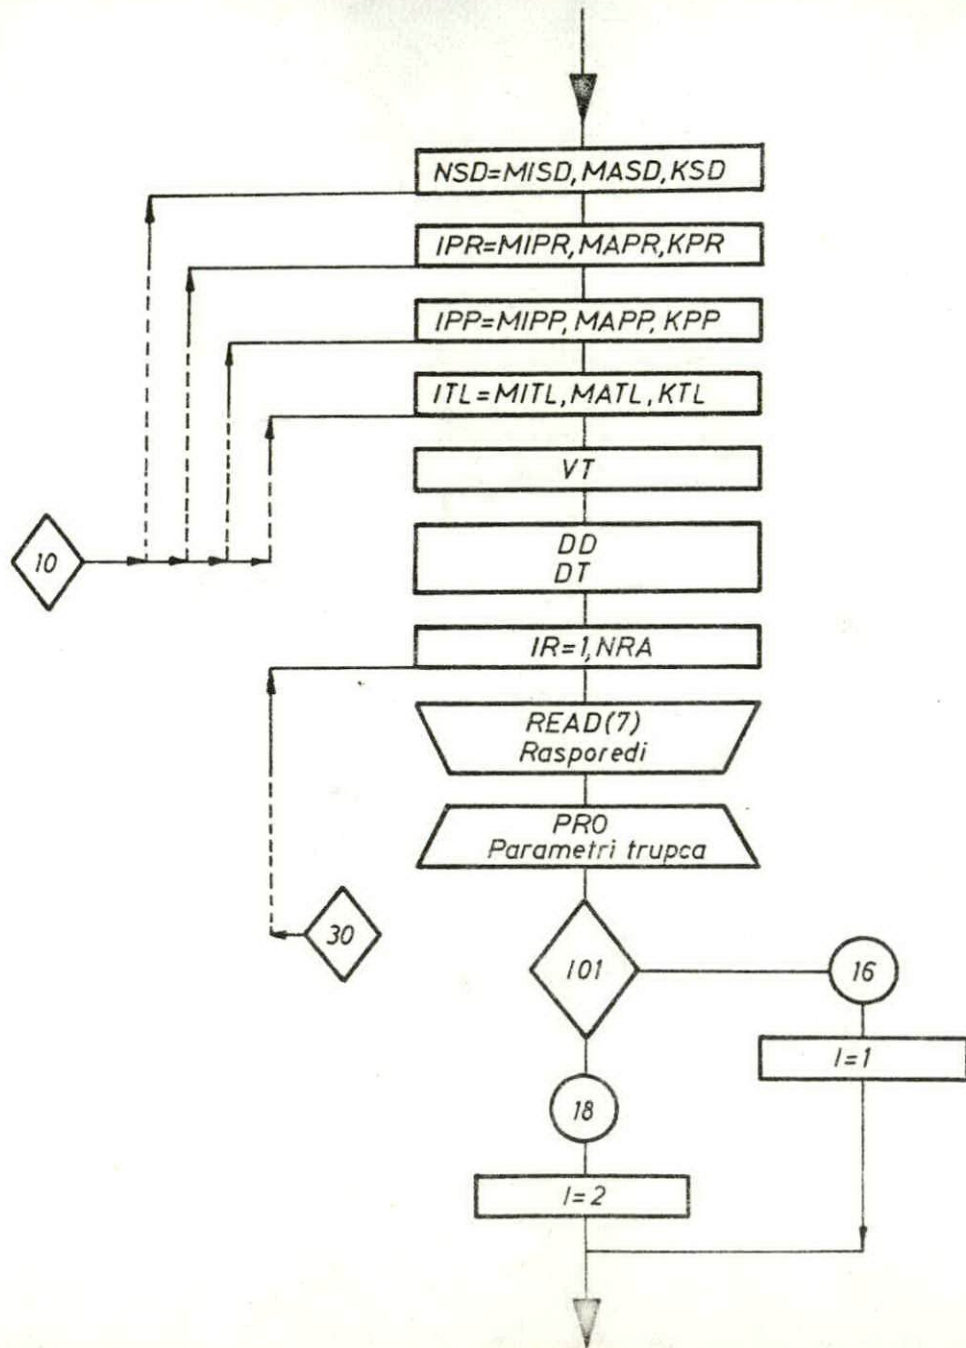 NSD=MISD, MASD, KSD
IPR=MIPR, MAPR, KPR
IPP=MIPP, MAPP, KPP
ITL=MITL, MATL, KTL
VT
10
DD
DT
IR=1, NRA
READ(7)
Rasporedi
PRO
Parametri trupca
30
101
16
I=1
18
I=2